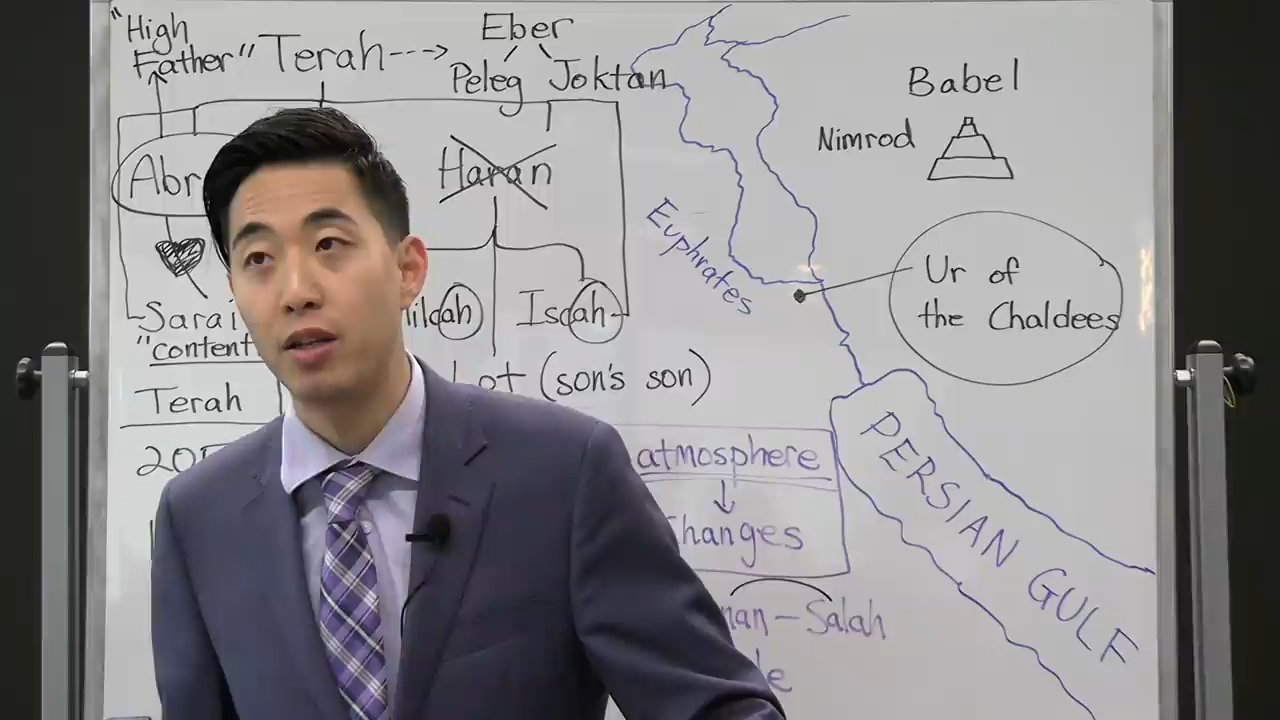 "High
Father"
Terah --->
Eber
Peleg Joktan
Babel
Nimrod
Abr
Haran
Euphrates
Ur of
the Chaldees
Sarai
"content
ilcah
Iscah
Lot (son's son)
Terah
205
atmosphere
Changes
PERSIAN GULF
nan - Salah